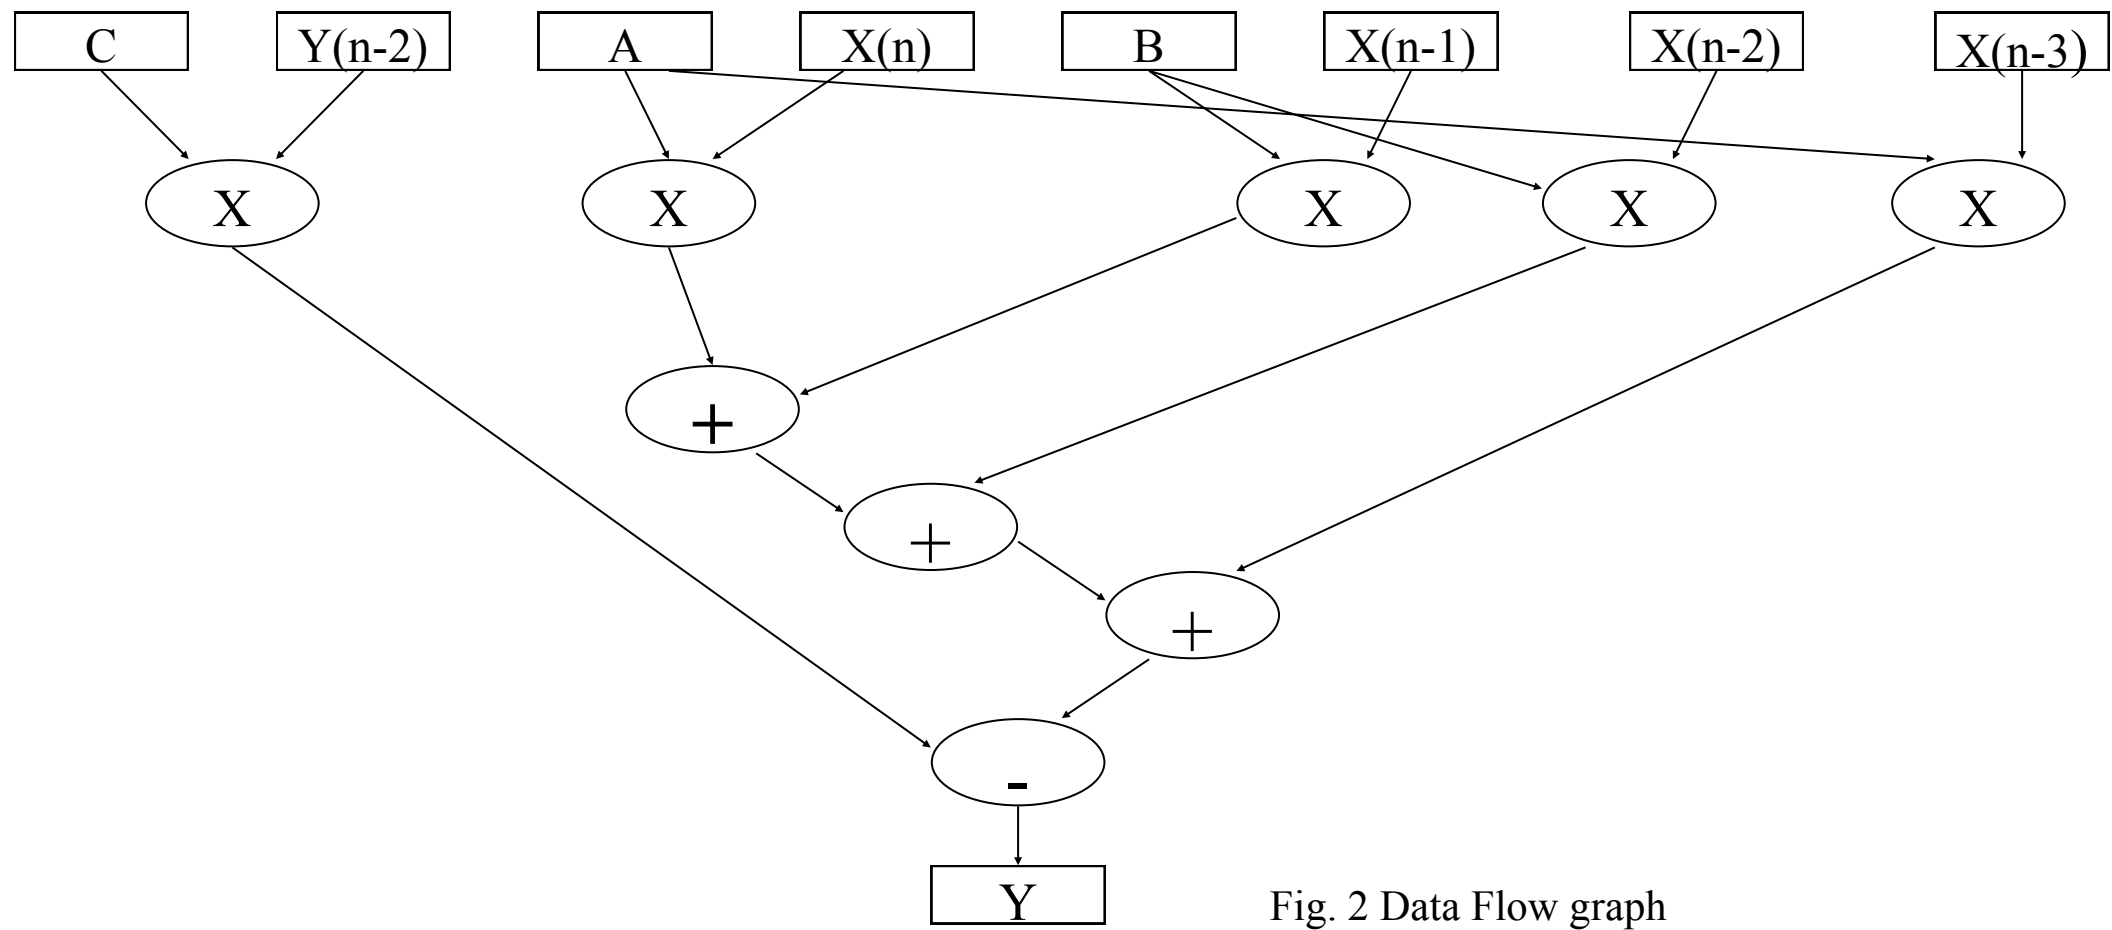 C Y(n-2) A X(n) B X(n-1) X(n-2) X(n-3)
X X X X X
+
+
+
-
Y
Fig. 2 Data Flow graph